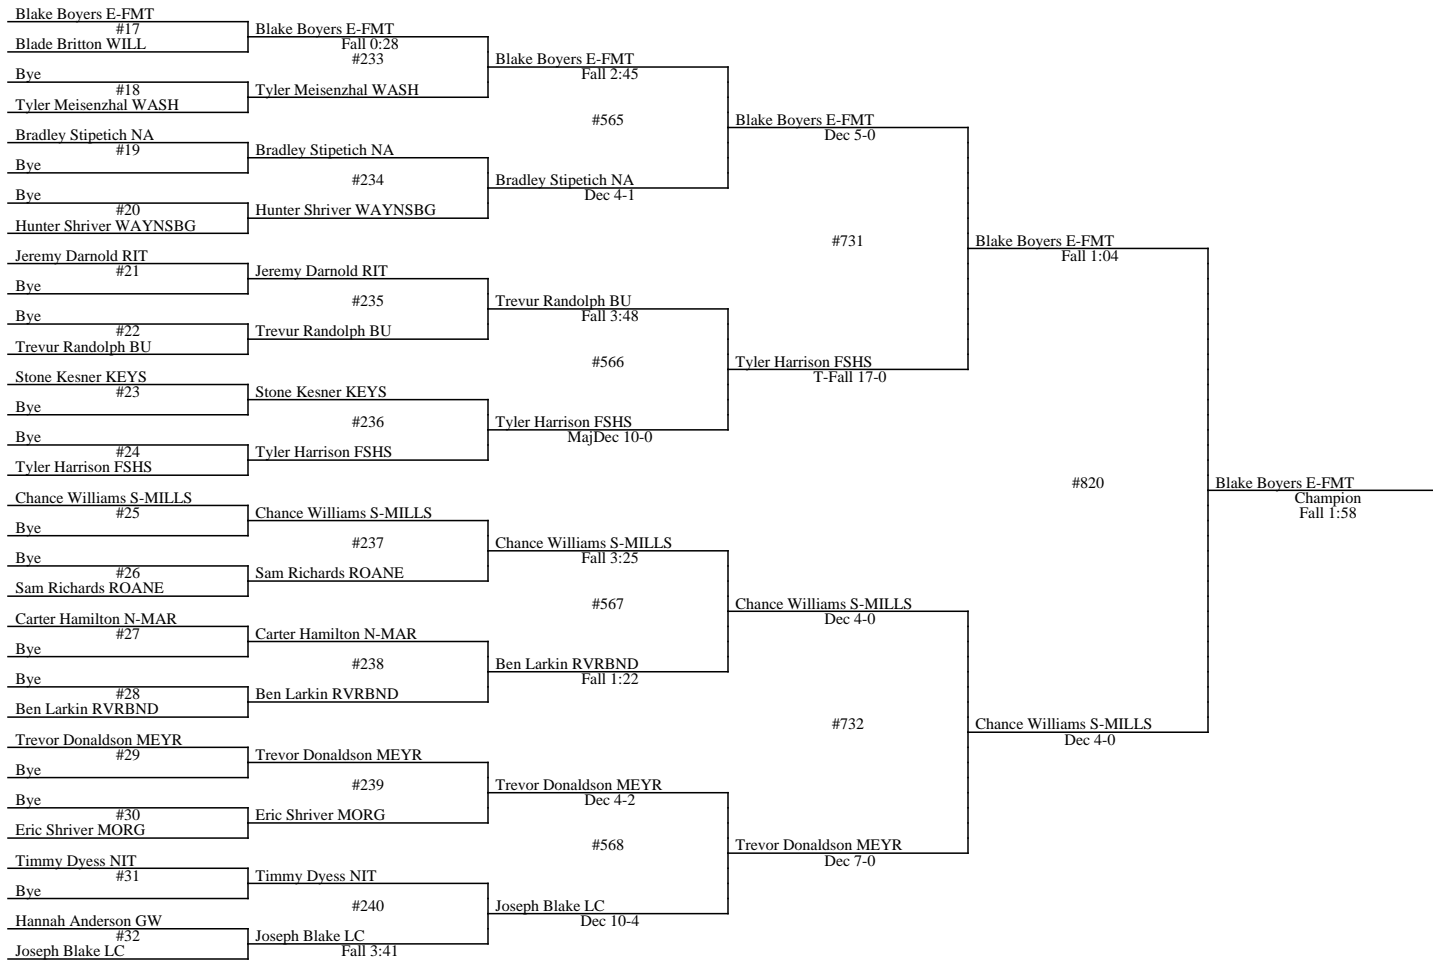 Blake Boyers E-FMT
#17
Blade Britton WILL
Bye
#18
Tyler Meisenzhal WASH
Bradley Stipetich NA
#19
Bye
Bye
#20
Hunter Shriver WAYNSBG
Jeremy Darnold RIT
#21
Bye
Bye
#22
Trevur Randolph BU
Stone Kesner KEYS
#23
Bye
Bye
#24
Tyler Harrison FSHS
Chance Williams S-MILLS
#25
Bye
Bye
#26
Sam Richards ROANE
Carter Hamilton N-MAR
#27
Bye
Bye
#28
Ben Larkin RVRBND
Trevor Donaldson MEYR
#29
Bye
Bye
#30
Eric Shriver MORG
Timmy Dyess NIT
#31
Bye
Hannah Anderson GW
#32
Joseph Blake LC
Blake Boyers E-FMT
Fall 0:28
#233
Tyler Meisenzhal WASH
Bradley Stipetich NA
#234
Hunter Shriver WAYNSBG
Jeremy Darnold RIT
#235
Trevur Randolph BU
Stone Kesner KEYS
#236
Tyler Harrison FSHS
Chance Williams S-MILLS
#237
Sam Richards ROANE
Carter Hamilton N-MAR
#238
Ben Larkin RVRBND
Trevor Donaldson MEYR
#239
Eric Shriver MORG
Timmy Dyess NIT
#240
Joseph Blake LC
Fall 3:41
Blake Boyers E-FMT
Fall 2:45
#565
Bradley Stipetich NA
Dec 4-1
Trevur Randolph BU
Fall 3:48
#566
Tyler Harrison FSHS
MajDec 10-0
Chance Williams S-MILLS
Fall 3:25
#567
Ben Larkin RVRBND
Fall 1:22
Trevor Donaldson MEYR
Dec 4-2
#568
Joseph Blake LC
Dec 10-4
Blake Boyers E-FMT
Dec 5-0
#731
Tyler Harrison FSHS
T-Fall 17-0
Chance Williams S-MILLS
Dec 4-0
#732
Trevor Donaldson MEYR
Dec 7-0
Blake Boyers E-FMT
Fall 1:04
#820
Chance Williams S-MILLS
Dec 4-0
Blake Boyers E-FMT
Champion
Fall 1:58